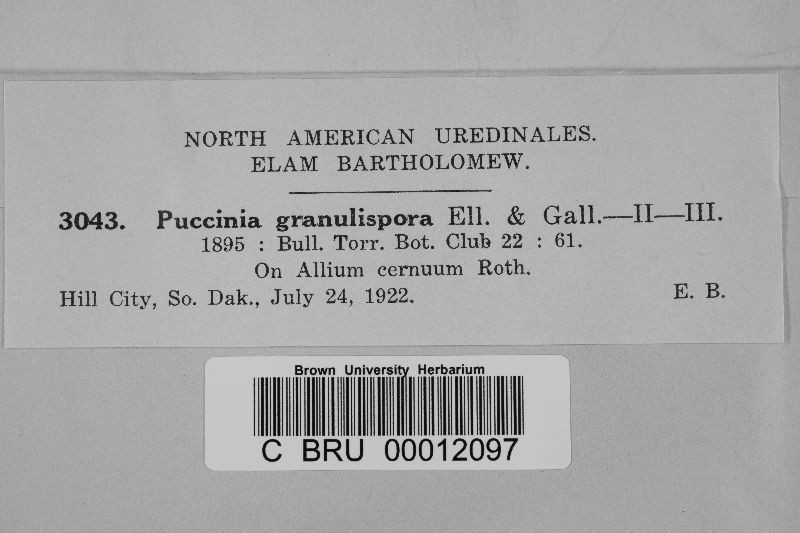 NORTH AMERICAN UREDINALES.
ELAM BARTHOLOMEW.
3043. Puccinia granulispora Ell. & Gall.—II—III.
1895 : Bull. Torr. Bot. Club 22 : 61.
On Allium cernuum Roth.
Hill City, So. Dak., July 24, 1922. E. B.
Brown University Herbarium
C BRU 00012097